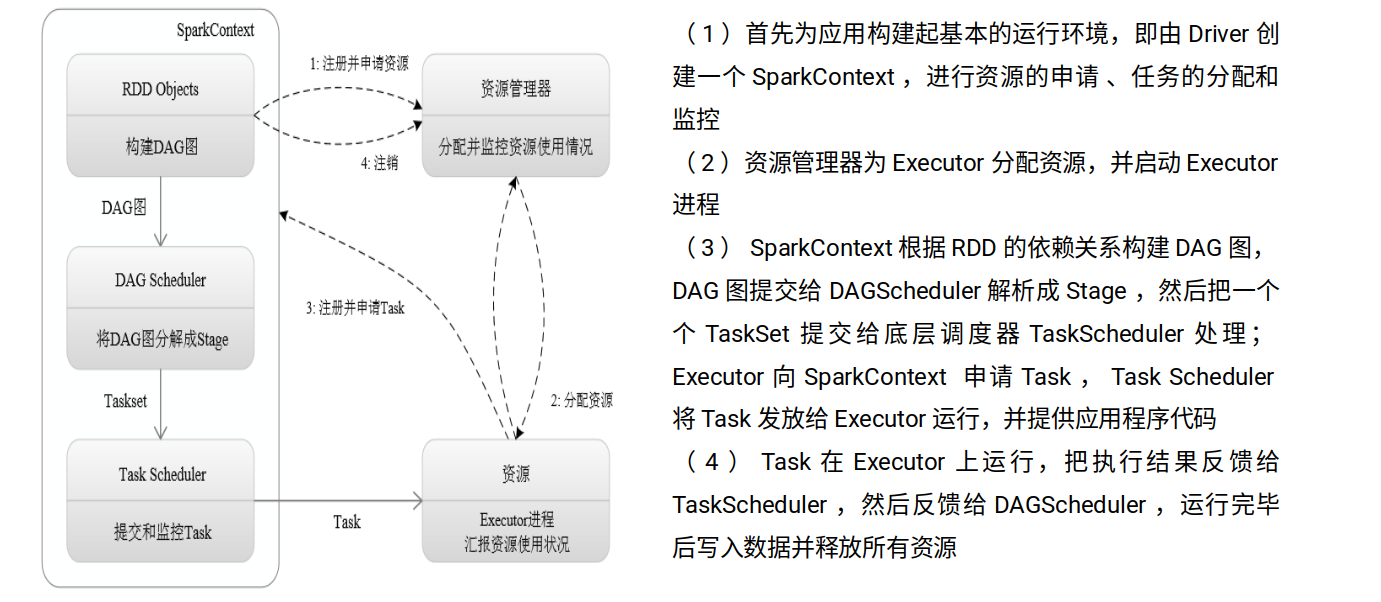 SparkContext
RDD Objects
构建DAG图
DAG图
DAG Scheduler
将DAG图分解成Stage
Taskset
Task Scheduler
提交和监控Task
1: 注册并申请资源
4: 注销
资源管理器
分配并监控资源使用情况
3: 注册并申请Task
2: 分配资源
Task
资源
Executor进程
汇报资源使用状况
（1）首先为应用构建起基本的运行环境，即由 Driver 创
建一个 SparkContext ，进行资源的申请 、任务的分配和
监控
（2）资源管理器为 Executor 分配资源，并启动 Executor
进程
（3） SparkContext 根据 RDD 的依赖关系构建 DAG 图，
DAG 图提交给 DAGScheduler 解析成 Stage ，然后把一个
个 TaskSet 提交给底层调度器 TaskScheduler 处理；
Executor 向 SparkContext 申请 Task ， Task Scheduler
将 Task 发放给 Executor 运行，并提供应用程序代码
（4） Task 在 Executor 上运行，把执行结果反馈给
TaskScheduler ，然后反馈给 DAGScheduler ，运行完毕
后写入数据并释放所有资源